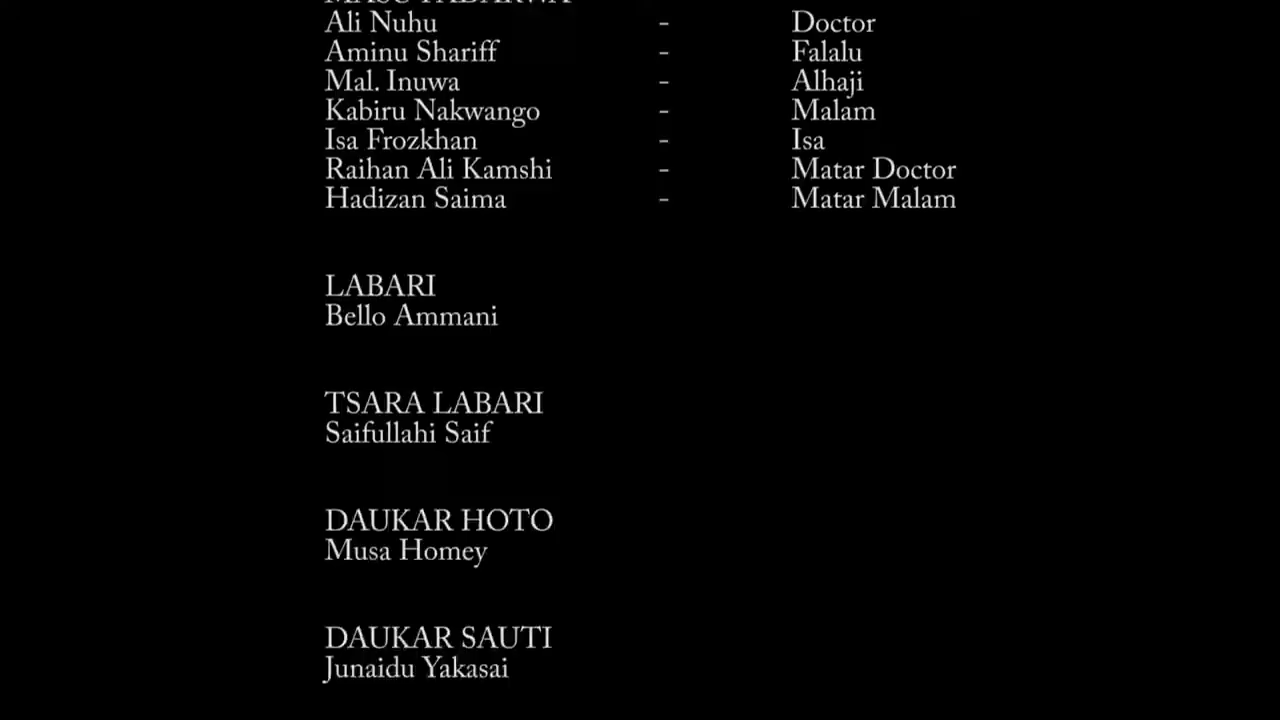 Ali Nuhu - Doctor
Aminu Shariff - Falalu
Mal. Inuwa - Alhaji
Kabiru Nakwango - Malam
Isa Frozkhan - Isa
Raihan Ali Kamshi - Matar Doctor
Hadizan Saima - Matar Malam
LABARI
Bello Ammani
TSARA LABARI
Saifullahi Saif
DAUKAR HOTO
Musa Homey
DAUKAR SAUTI
Junaidu Yakasai